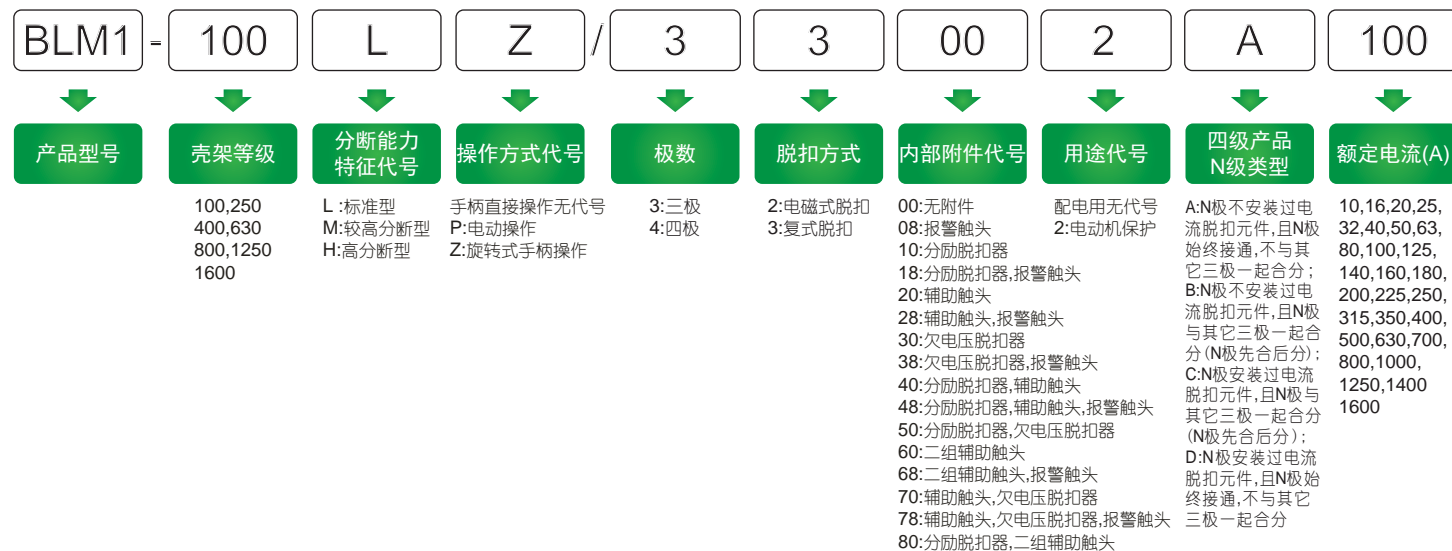 BLM1 - 100 L Z / 3 3 00 2 A 100
产品型号
壳架等级
分断能力
特征代号
操作方式代号
极数
脱扣方式
内部附件代号
用途代号
四级产品
N级类型
额定电流(A)
100,250
400,630
800,1250
1600
L :标准型
M:较高分断型
H:高分断型
手柄直接操作无代号
P:电动操作
Z:旋转式手柄操作
3:三极
4:四极
2:电磁式脱扣
3:复式脱扣
00:无附件
08:报警触头
10:分励脱扣器
18:分励脱扣器,报警触头
20:辅助触头
28:辅助触头,报警触头
30:欠电压脱扣器
38:欠电压脱扣器,报警触头
40:分励脱扣器,辅助触头
48:分励脱扣器,辅助触头,报警触头
50:分励脱扣器,欠电压脱扣器
60:二组辅助触头
68:二组辅助触头,报警触头
70:辅助触头,欠电压脱扣器
78:辅助触头,欠电压脱扣器,报警触头
80:分励脱扣器,二组辅助触头
配电用无代号
2:电动机保护
A:N极不安装过电
流脱扣元件,且N极
始终接通,不与其
它三极一起合分;
B:N极不安装过电
流脱扣元件,且N极
与其它三极一起合
分(N极先合后分);
C:N极安装过电流
脱扣元件,且N极与
其它三极一起合分
(N极先合后分);
D:N极安装过电流
脱扣元件,且N极始
终接通,不与其它
三极一起合分
10,16,20,25,
32,40,50,63,
80,100,125,
140,160,180,
200,225,250,
315,350,400,
500,630,700,
800,1000,
1250,1400
1600